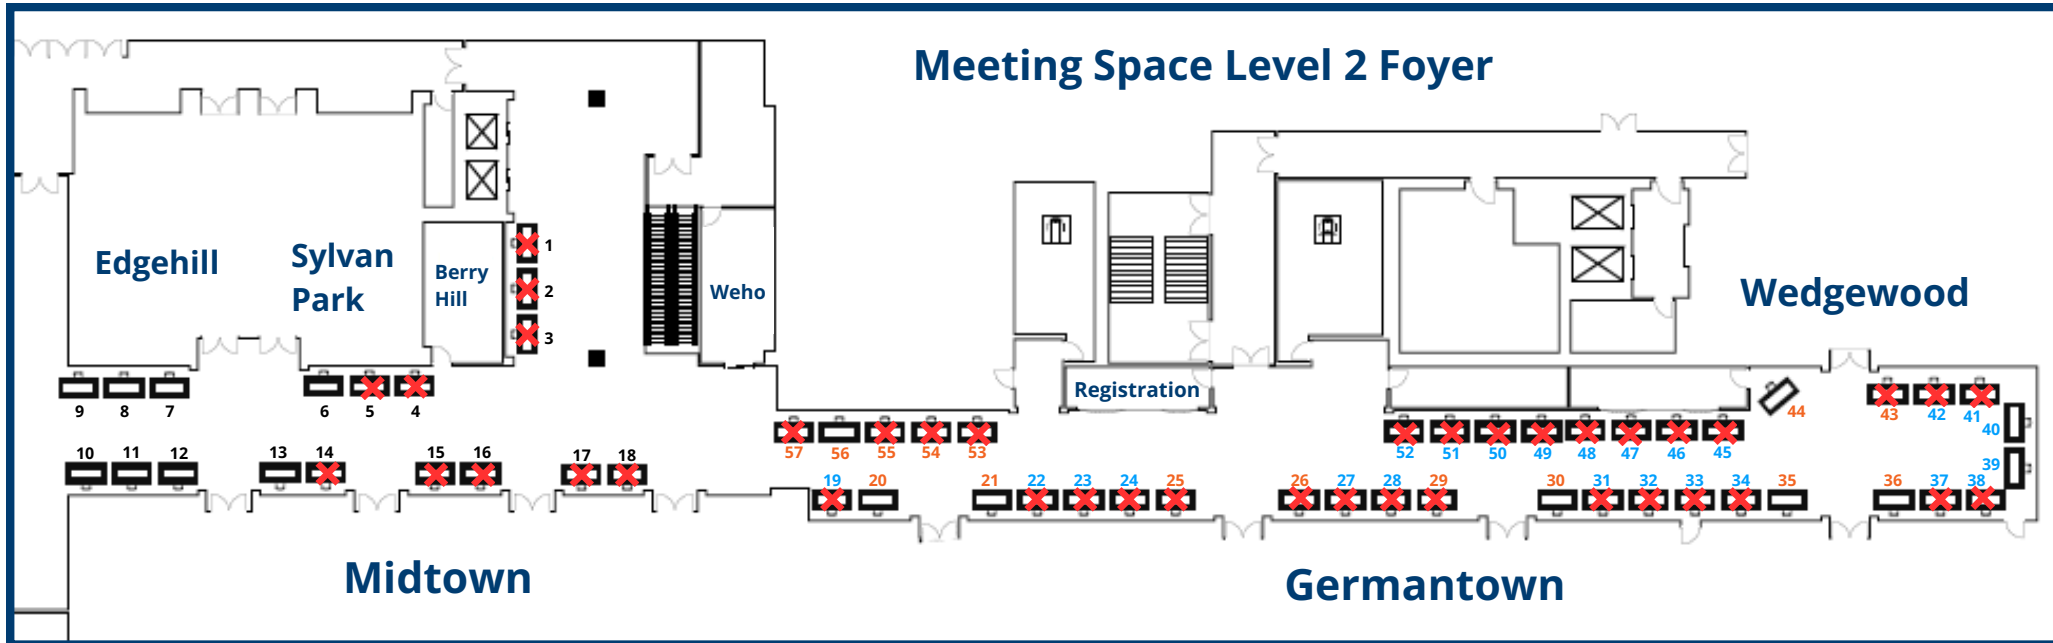 Meeting Space Level 2 Foyer
Edgehill
Sylvan
Park
Berry
Hill
Weho
Wedgewood
Registration
1
2
3
9 8 7 6 5 4
10 11 12 13 14 15 16 17 18
57 56 55 54 53
52 51 50 49 48 47 46 45
44
43 42 41
40
39
19 20 21 22 23 24 25 26 27 28 29 30 31 32 33 34 35 36 37 38
Midtown
Germantown